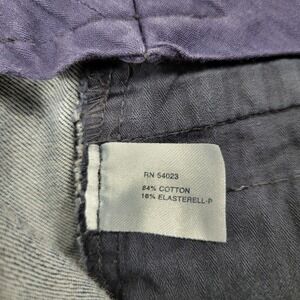 RN 54023
84% COTTON
16% ELASTERELL-P